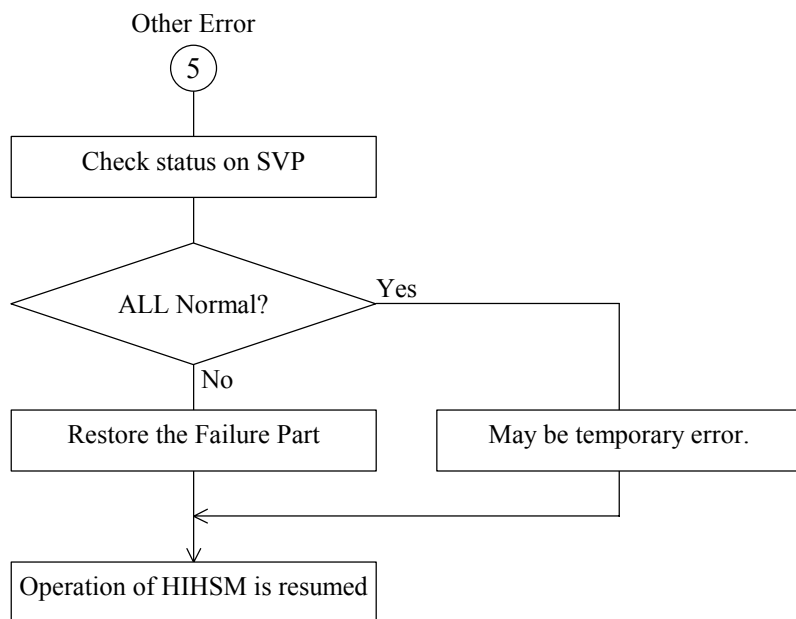 Other Error
5
Check status on SVP
ALL Normal?
Yes
No
Restore the Failure Part
May be temporary error.
Operation of HIHSM is resumed